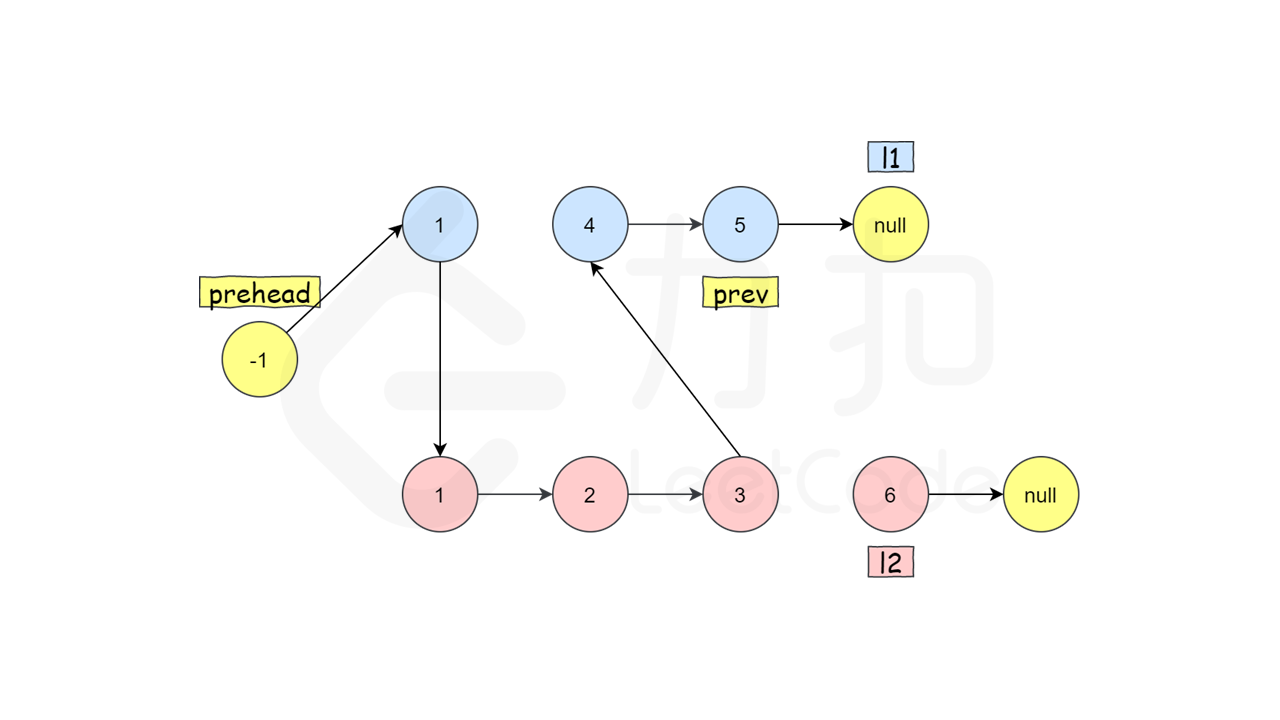 l1
1
4
5
null
prehead
prev
-1
力扣
LeetCode
1
2
3
6
null
l2